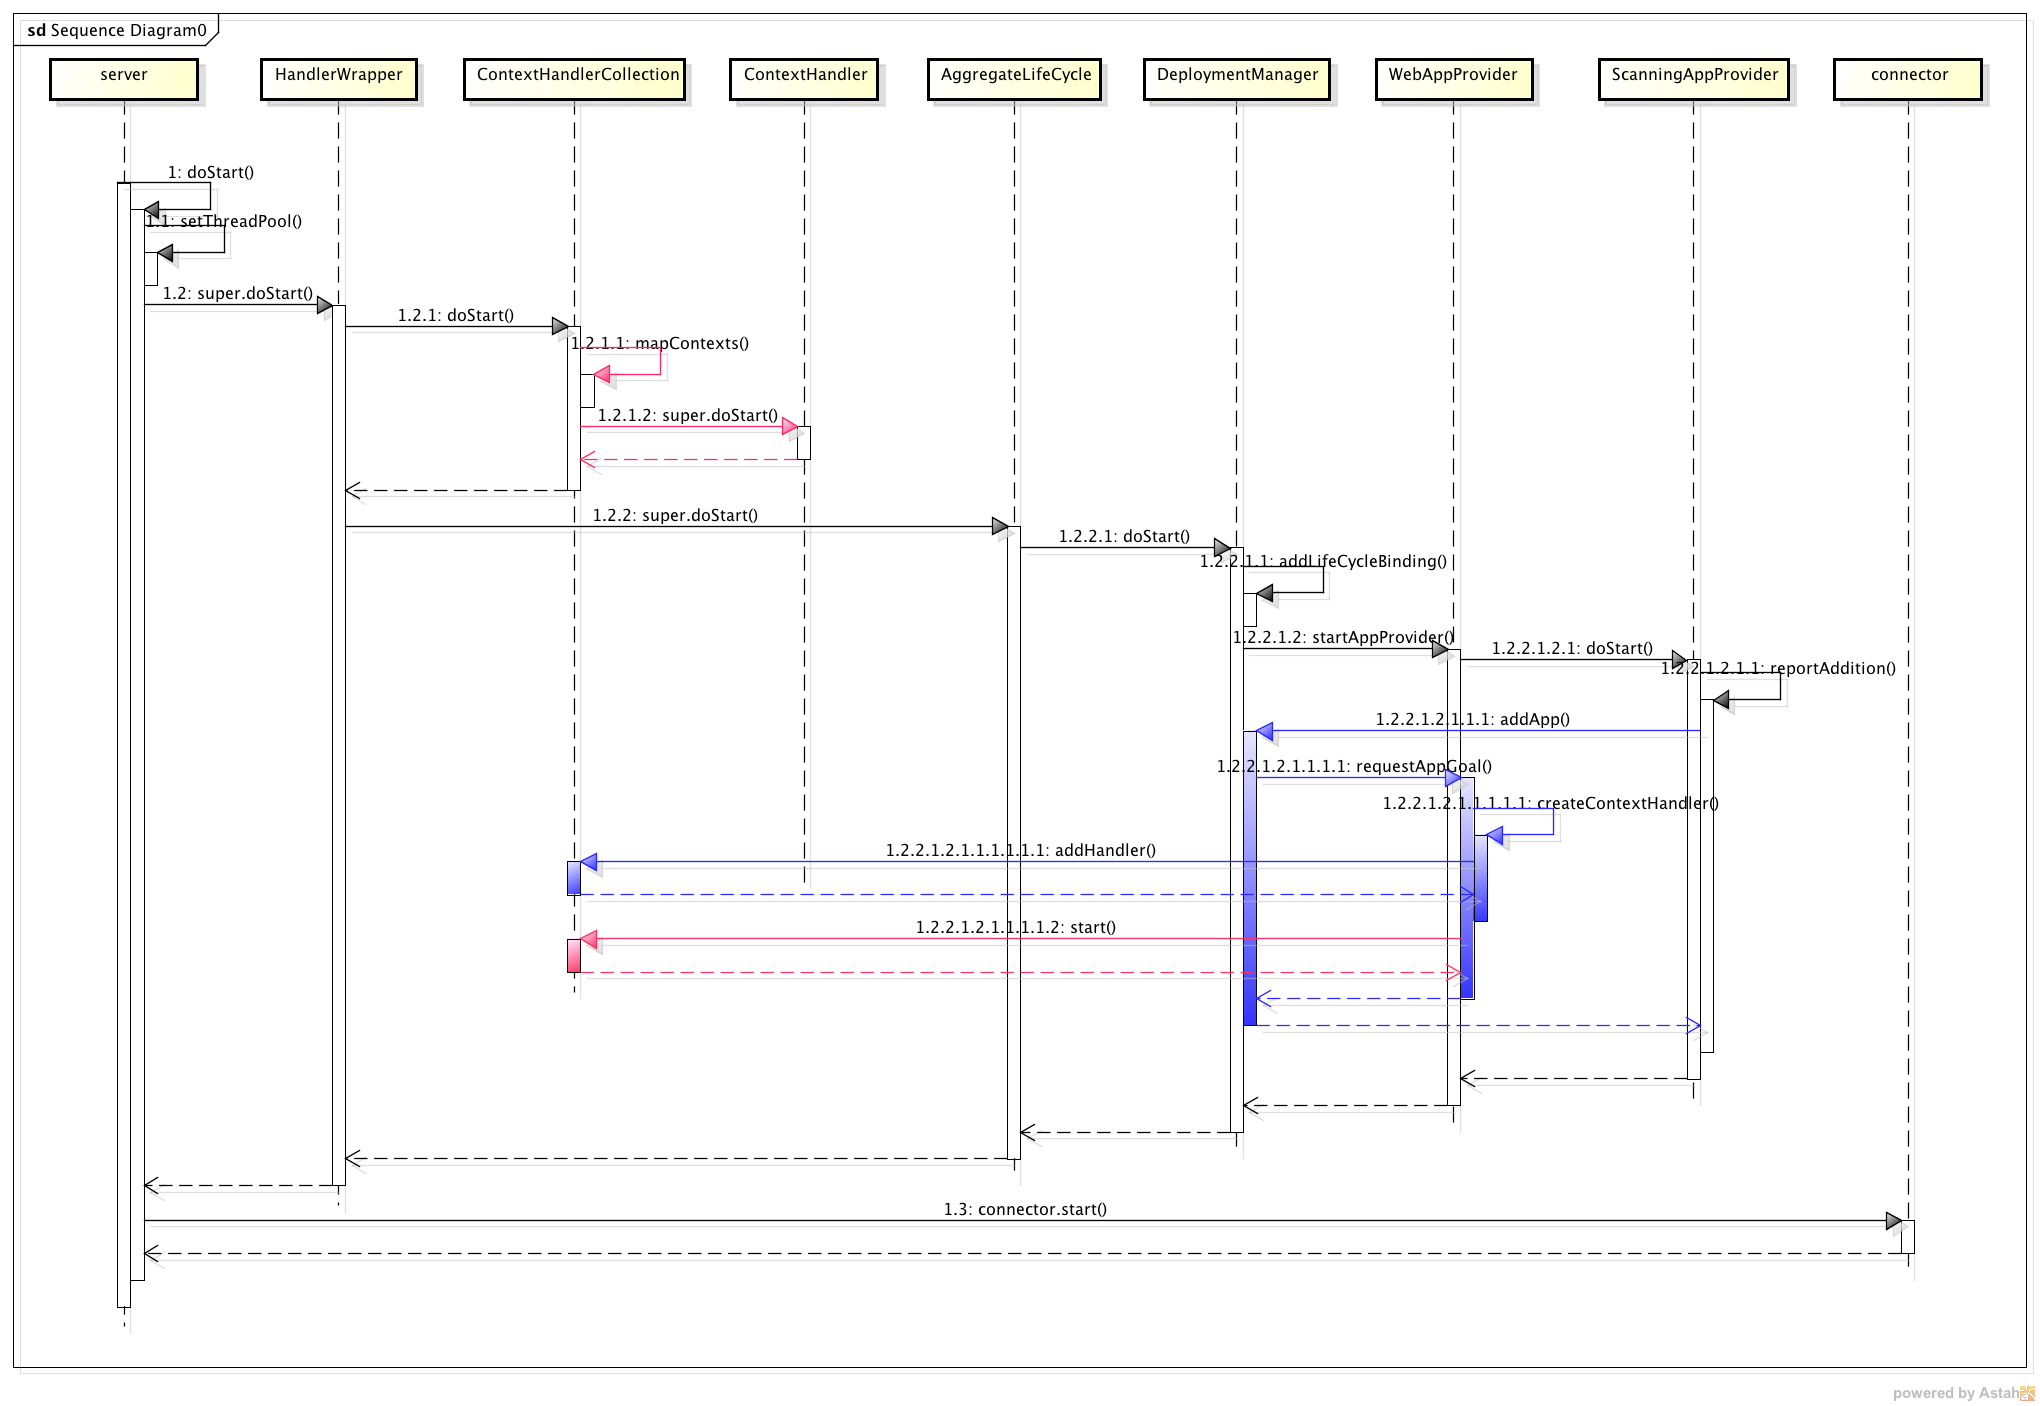 sd Sequence Diagram0
server
HandlerWrapper
ContextHandlerCollection
ContextHandler
AggregateLifeCycle
DeploymentManager
WebAppProvider
ScanningAppProvider
connector
1: doStart()
1.1: setThreadPool()
1.2: super.doStart()
1.2.1: doStart()
1.2.1.1: mapContexts()
1.2.1.2: super.doStart()
1.2.2: super.doStart()
1.2.2.1: doStart()
1.2.2.1.1: addLifeCycleBinding()
1.2.2.1.2: startAppProvider()
1.2.2.1.2.1: doStart()
1.2.2.1.2.1.1: reportAddition()
1.2.2.1.2.1.1.1: addApp()
1.2.2.1.2.1.1.1.1: requestAppGoal()
1.2.2.1.2.1.1.1.1.1: createContextHandler()
1.2.2.1.2.1.1.1.1.1.1: addHandler()
1.2.2.1.2.1.1.1.1.2: start()
1.3: connector.start()
powered by Astah